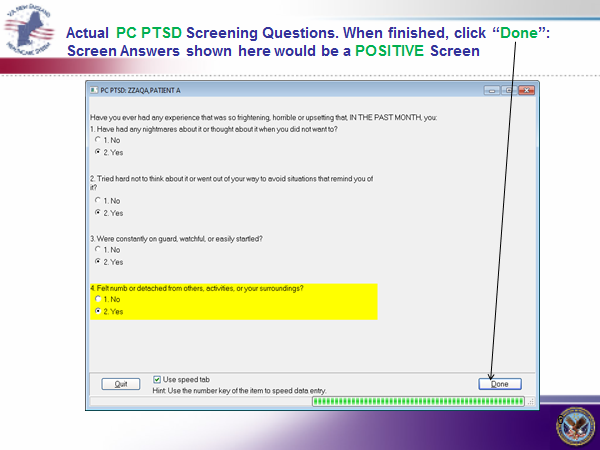 VA NEW ENGLAND
HEALTHCARE SYSTEM
Actual PC PTSD Screening Questions. When finished, click “Done”:
Screen Answers shown here would be a POSITIVE Screen
PC PTSD: ZZAQA,PATIENT A
Have you ever had any experience that was so frightening, horrible or upsetting that, IN THE PAST MONTH, you:
1. Have had any nightmares about it or thought about it when you did not want to?
1. No
2. Yes
2. Tried hard not to think about it or went out of your way to avoid situations that remind you of
it?
1. No
2. Yes
3. Were constantly on guard, watchful, or easily startled?
1. No
2. Yes
4. Felt numb or detached from others, activities, or your surroundings?
1. No
2. Yes
Quit
Use speed tab
Hint: Use the number key of the item to speed data entry.
Done